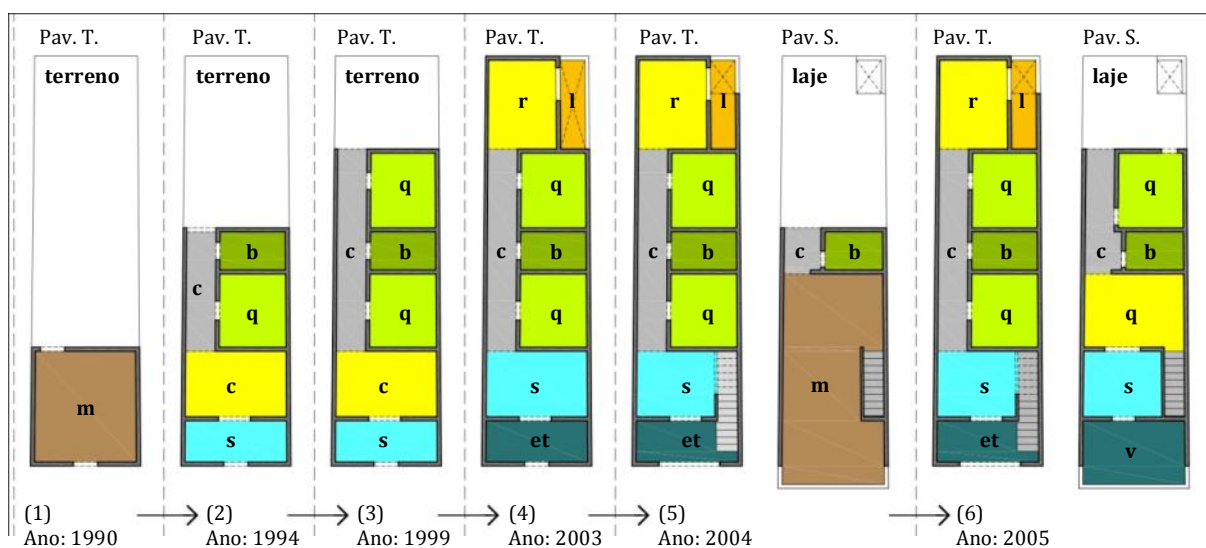 Pav. T. Pav. T. Pav. T. Pav. T. Pav. T. Pav. S. Pav. T. Pav. S.
terreno terreno terreno laje laje
r l r l r l
q q q q q
b b b b b b b
c c c c c c c
q q q q
m c c s s m s q
s
s s et et et v
(1) (2) (3) (4) (5) (6)
Ano: 1990 Ano: 1994 Ano: 1999 Ano: 2003 Ano: 2004 Ano: 2005